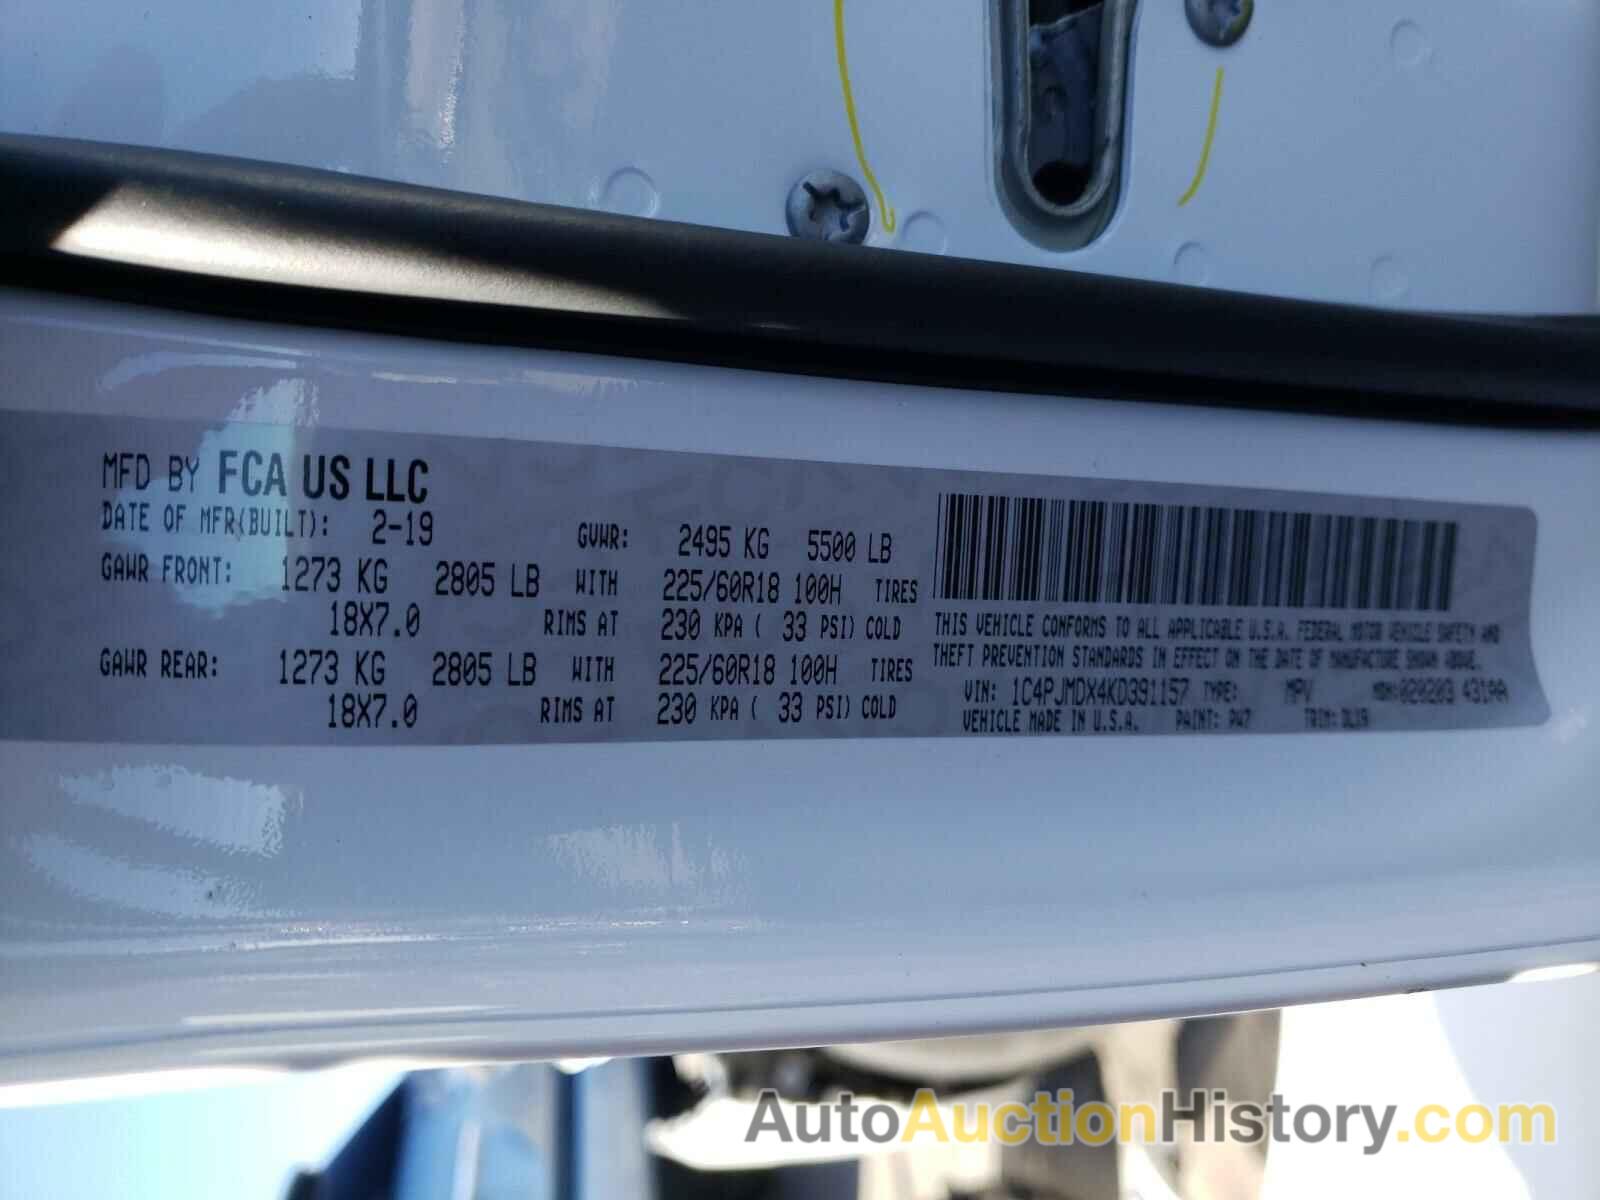 MFD BY FCA US LLC
DATE OF MFR(BUILT): 2-19 GVWR: 2495 KG 5500 LB
GAWR FRONT: 1273 KG 2805 LB WITH 225/60R18 100H TIRES
18X7.0 RIMS AT 230 KPA ( 33 PSI) COLD
GAWR REAR: 1273 KG 2805 LB WITH 225/60R18 100H TIRES
18X7.0 RIMS AT 230 KPA ( 33 PSI) COLD
THIS VEHICLE CONFORMS TO ALL APPLICABLE U.S.A. FEDERAL MOTOR VEHICLE SAFETY AND
THEFT PREVENTION STANDARDS IN EFFECT ON THE DATE OF MANUFACTURE SHOWN ABOVE.
VIN: 1C4PJMDX4KD391157 TYPE: MPV MDH: 020203 431AA
VEHICLE MADE IN U.S.A. PAINT: PW7 TRIM:
AutoAuctionHistory.com